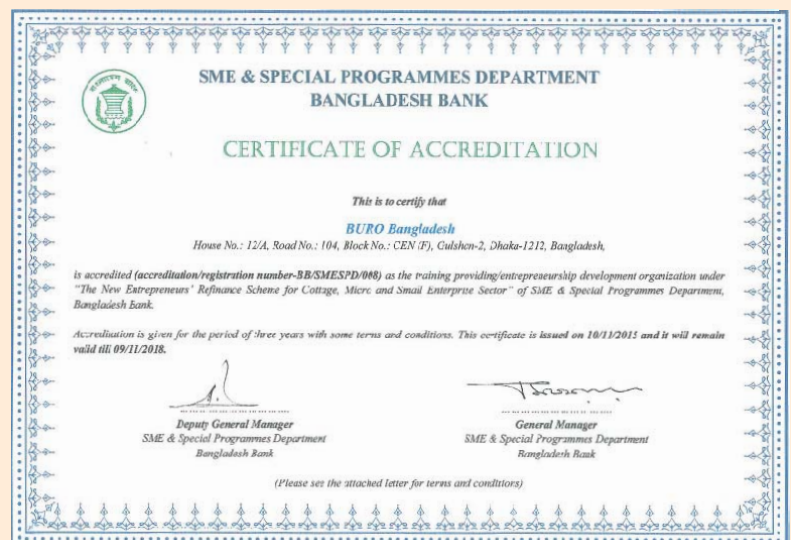 বাংলাদেশ ব্যাংক
SME & SPECIAL PROGRAMMES DEPARTMENT
BANGLADESH BANK
CERTIFICATE OF ACCREDITATION
This is to certify that
BURO Bangladesh
House No.: 12/A, Road No.: 104, Block No.: CEN (F), Gulshan-2, Dhaka-1212, Bangladesh,
is accredited (accreditation/registration number-BB/SMESPD/008) as the training providing/entrepreneurship development organization under
"The New Entrepreneurs' Refinance Scheme for Cottage, Micro and Small Enterprise Sector" of SME & Special Programmes Department,
Bangladesh Bank.
Accreditation is given for the period of three years with some terms and conditions. This certificate is issued on 10/11/2015 and it will remain
valid till 09/11/2018.
Deputy General Manager
SME & Special Programmes Department
Bangladesh Bank
General Manager
SME & Special Programmes Department
Bangladesh Bank
(Please see the attached letter for terms and conditions)